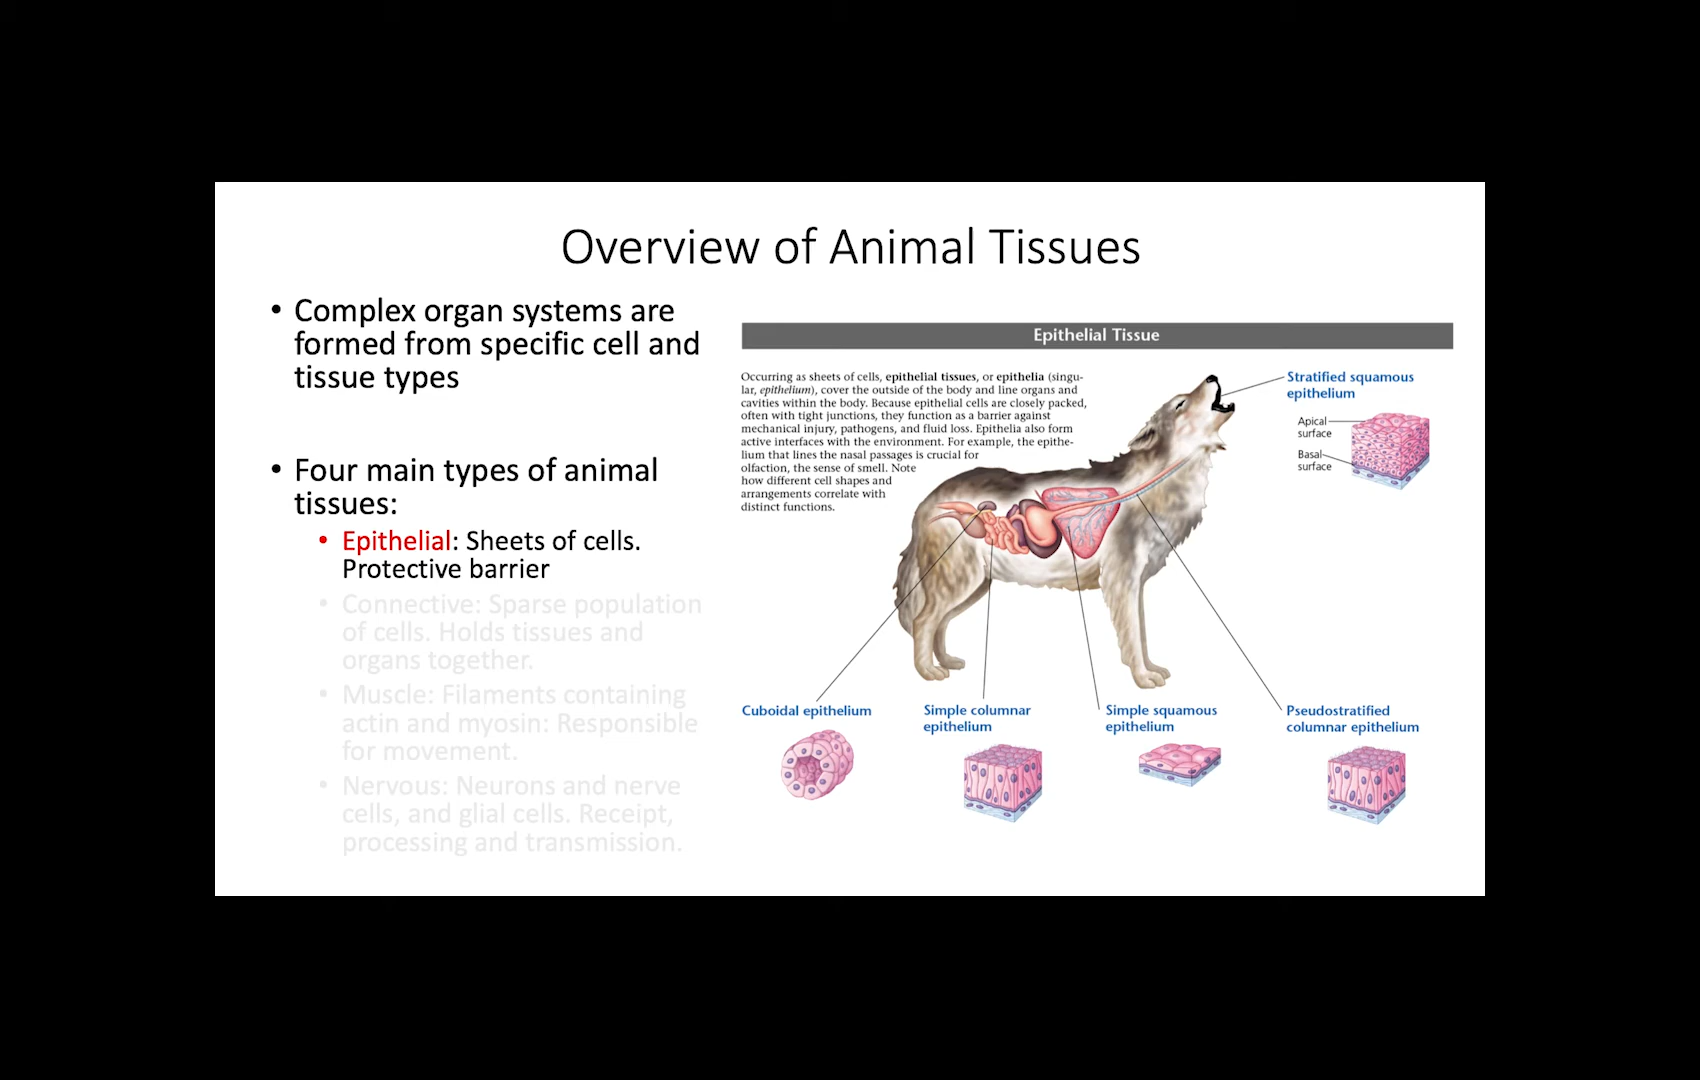 Overview of Animal Tissues
• Complex organ systems are
formed from specific cell and
tissue types
• Four main types of animal
tissues:
• Epithelial: Sheets of cells.
Protective barrier
• Connective: Sparse population
of cells. Holds tissues and
organs together.
• Muscle: Filaments containing
actin and myosin: Responsible
for movement.
• Nervous: Neurons and nerve
cells, and glial cells. Receipt,
processing and transmission.
Epithelial Tissue
Occurring as sheets of cells, epithelial tissues, or epithelia (singu-
lar, epithelium), cover the outside of the body and line organs and
cavities within the body. Because epithelial cells are closely packed,
often with tight junctions, they function as a barrier against
mechanical injury, pathogens, and fluid loss. Epithelia also form
active interfaces with the environment. For example, the epithe-
lium that lines the nasal passages is crucial for
olfaction, the sense of smell. Note
how different cell shapes and
arrangements correlate with
distinct functions.
Stratified squamous
epithelium
Apical
surface
Basal
surface
Cuboidal epithelium
Simple columnar
epithelium
Simple squamous
epithelium
Pseudostratified
columnar epithelium